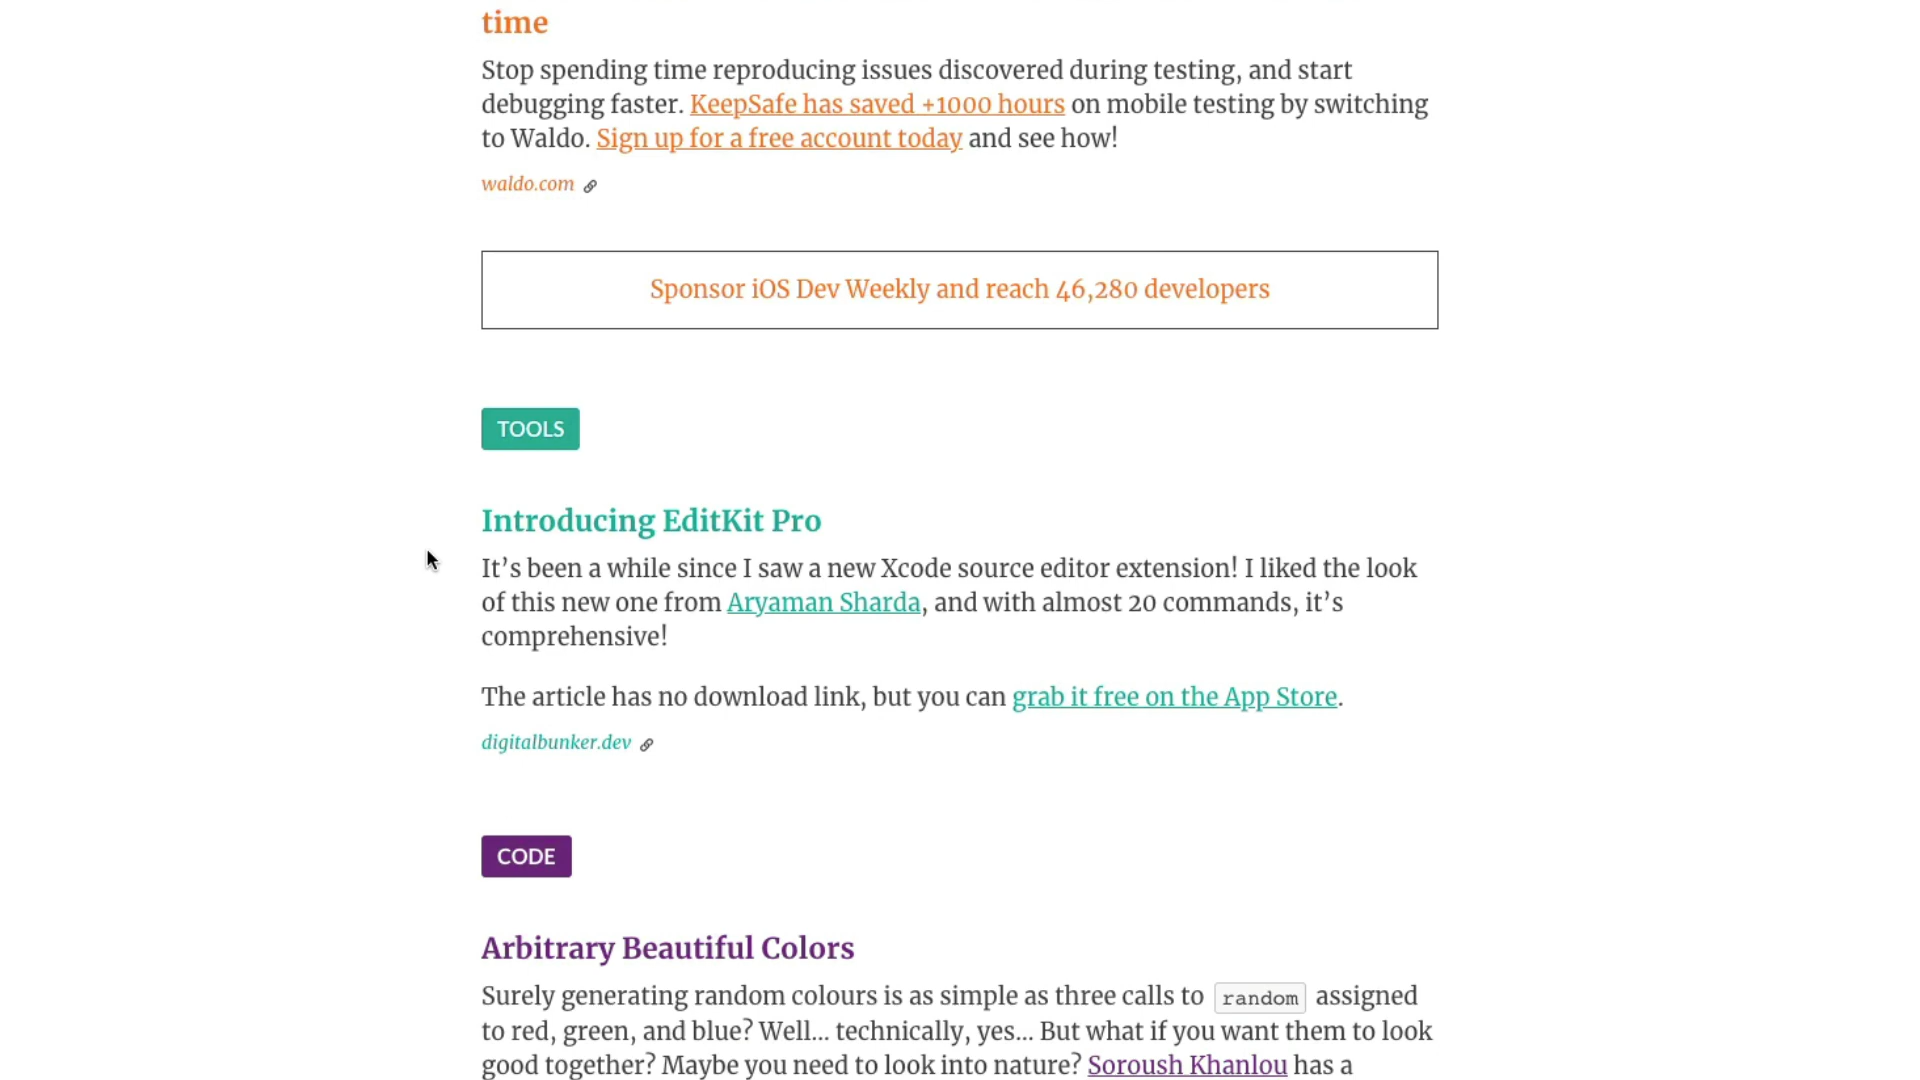 time
Stop spending time reproducing issues discovered during testing, and start
debugging faster. KeepSafe has saved +1000 hours on mobile testing by switching
to Waldo. Sign up for a free account today and see how!
waldo.com
Sponsor iOS Dev Weekly and reach 46,280 developers
TOOLS
Introducing EditKit Pro
It’s been a while since I saw a new Xcode source editor extension! I liked the look
of this new one from Aryaman Sharda, and with almost 20 commands, it’s
comprehensive!
The article has no download link, but you can grab it free on the App Store.
digitalbunker.dev
CODE
Arbitrary Beautiful Colors
Surely generating random colours is as simple as three calls to random assigned
to red, green, and blue? Well… technically, yes… But what if you want them to look
good together? Maybe you need to look into nature? Soroush Khanlou has a